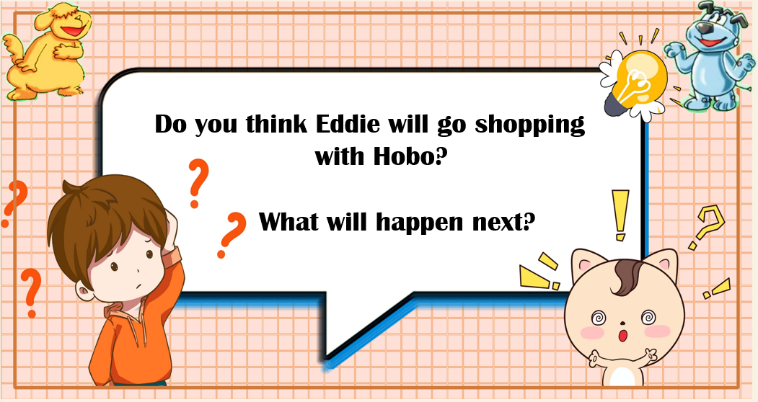 Do you think Eddie will go shopping
with Hobo?
What will happen next?